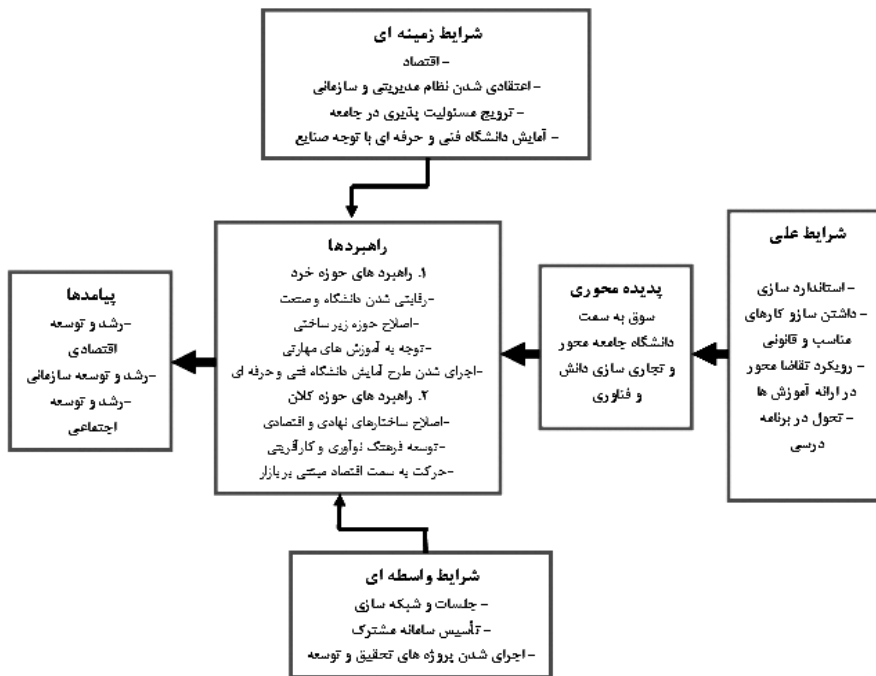 شرایط زمینه ای
-اقتصاد
-اعتقادی شدن نظام مدیریتی و سازمانی
- ترویج مسئولیت پذیری در جامعه
- آمایش دانشگاه فنی و حرفه ای با توجه صنایع
شرایط علی
-استاندارد سازی
- داشتن سازو کارهای
مناسب و قانونی
- رویکرد تقاضا محور
در ارائه آموزش ها
- تحول در برنامه
درسی
پدیده محوری
سوق به سمت
دانشگاه جامعه محور
و تجاری سازی دانش
و فناوری
راهبردها
۱. راهبرد های حوزه خرد
-رقابتی شدن دانشگاه و صنعت
-اصلاح حوزه زیر ساختی
-توجه به آموزش های مهارتی
-اجرای شدن طرح آمایش دانشگاه فنی و حرفه ای
۲. راهبرد های حوزه کلان
-اصلاح ساختارهای نهادی و اقتصادی
-توسعه فرهنگ نوآوری و کارآفرینی
-حرکت به سمت اقتصاد مبتنی بر بازار
پیامدها
-رشد و توسعه
اقتصادی
-رشد و توسعه سازمانی
-رشد و توسعه
اجتماعی
شرایط واسطه ای
- جلسات و شبکه سازی
- تأسیس سامانه مشترک
- اجرای شدن پروژه های تحقیق و توسعه